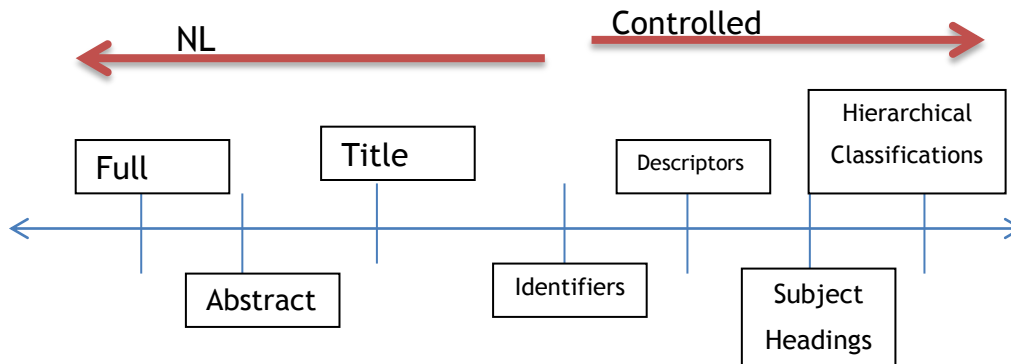 NL
Controlled
Full
Title
Descriptors
Hierarchical
Classifications
Abstract
Identifiers
Subject
Headings